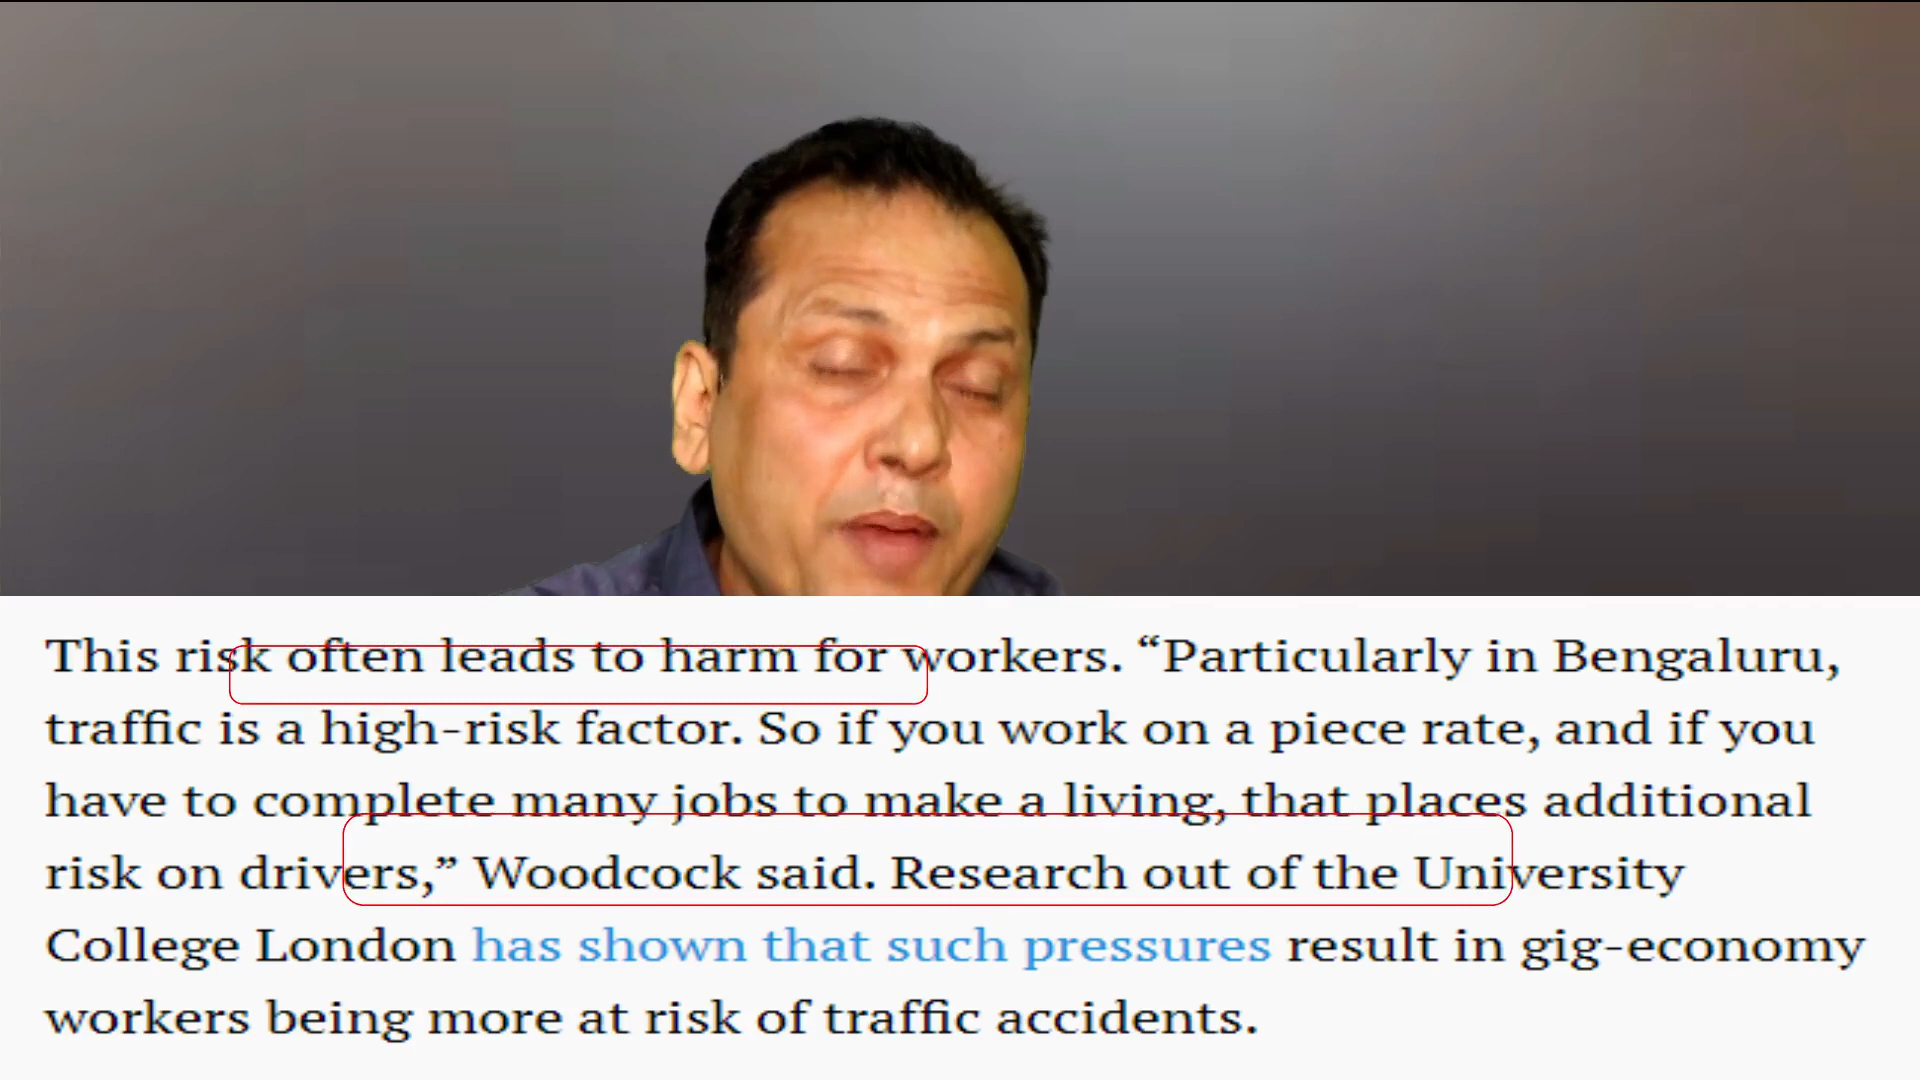 This risk often leads to harm for workers. “Particularly in Bengaluru,
traffic is a high-risk factor. So if you work on a piece rate, and if you
have to complete many jobs to make a living, that places additional
risk on drivers,” Woodcock said. Research out of the University
College London has shown that such pressures result in gig-economy
workers being more at risk of traffic accidents.